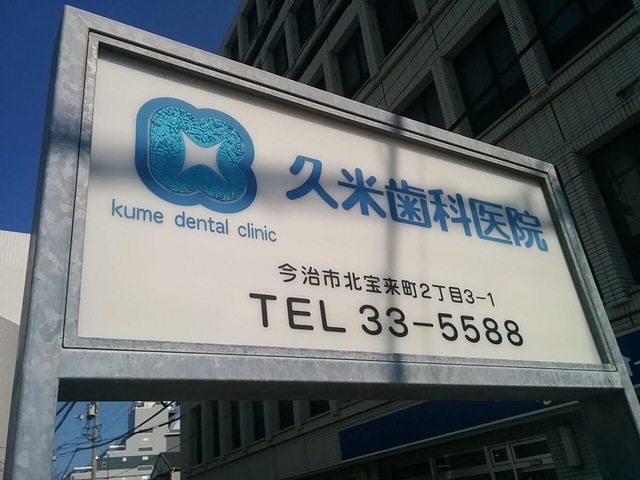 久米歯科医院
kume dental clinic
今治市北宝来町2丁目3-1
TEL 33-5588